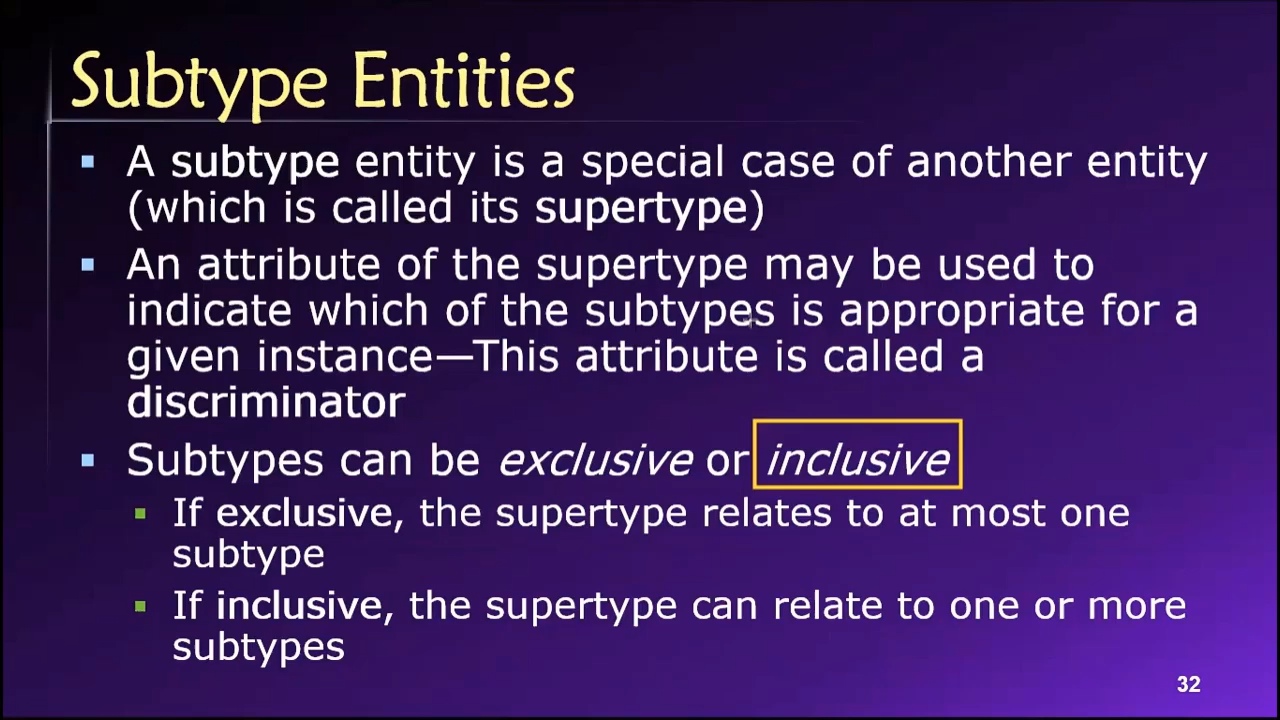 Subtype Entities
▪ A subtype entity is a special case of another entity
(which is called its supertype)
▪ An attribute of the supertype may be used to
indicate which of the subtypes is appropriate for a
given instance—This attribute is called a
discriminator
▪ Subtypes can be exclusive or inclusive
▪ If exclusive, the supertype relates to at most one
subtype
▪ If inclusive, the supertype can relate to one or more
subtypes
32